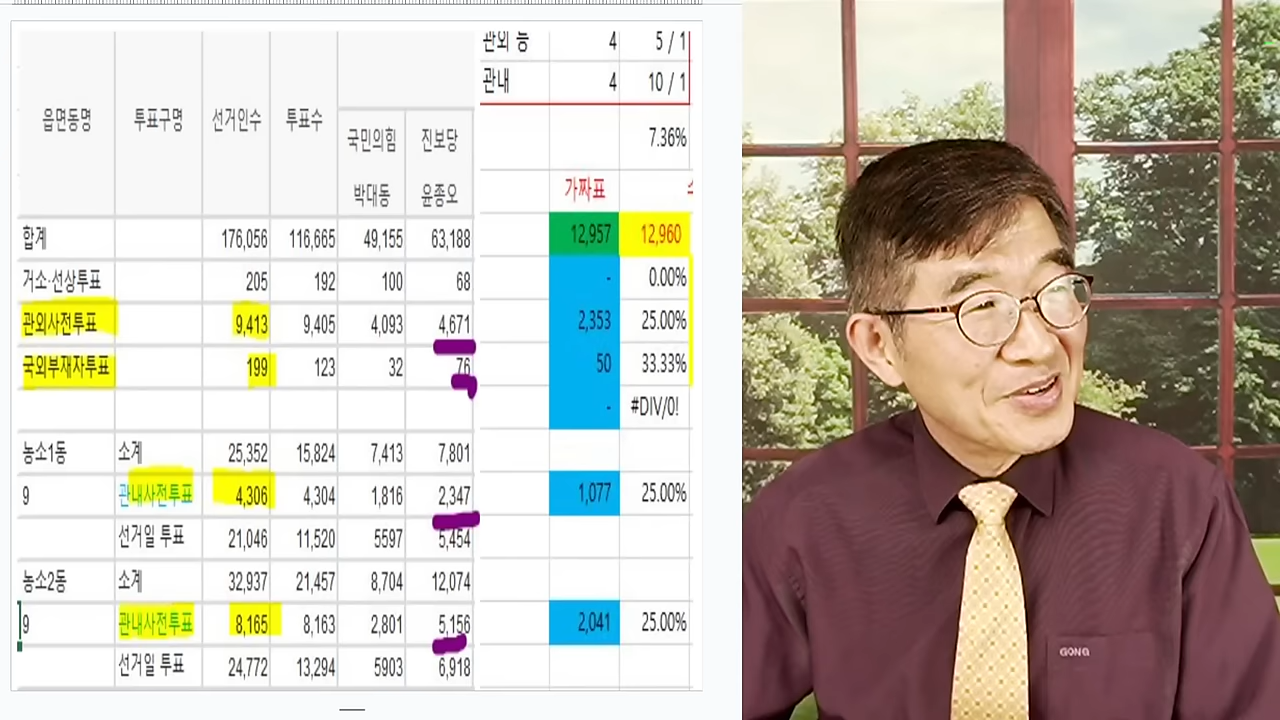 관외 등 4 5 / 1
관내 4 10 / 1
7.36%
읍면동명 투표구명 선거인수 투표수 국민의힘 박대동 진보당 윤종오 가짜표
합계 176,056 116,665 49,155 63,188 12,957 12,960
거소·선상투표 205 192 100 68 - 0.00%
관외사전투표 9,413 9,405 4,093 4,671 2,353 25.00%
국외부재자투표 199 123 32 76 50 33.33%
- #DIV/0!
농소1동 소계 25,352 15,824 7,413 7,801
9 관내사전투표 4,306 4,304 1,816 2,347 1,077 25.00%
선거일 투표 21,046 11,520 5597 5,454
농소2동 소계 32,937 21,457 8,704 12,074
9 관내사전투표 8,165 8,163 2,801 5,156 2,041 25.00%
선거일 투표 24,772 13,294 5903 6,918
GONG